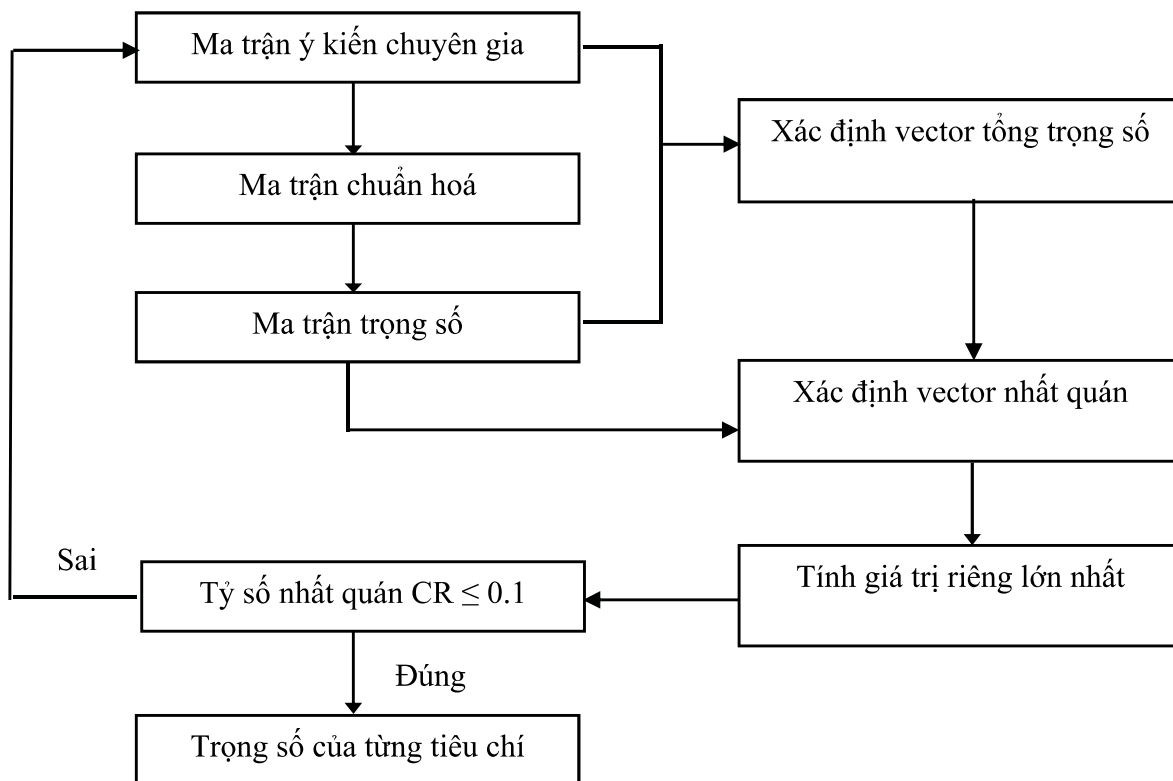 Ma trận ý kiến chuyên gia
Xác định vector tổng trọng số
Ma trận chuẩn hoá
Ma trận trọng số
Xác định vector nhất quán
Sai
Tỷ số nhất quán CR ≤ 0.1
Tính giá trị riêng lớn nhất
Đúng
Trọng số của từng tiêu chí